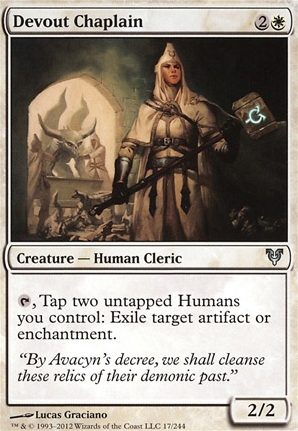 Devout Chaplain 2
Creature — Human Cleric
, Tap two untapped Humans
you control: Exile target artifact or
enchantment.
“By Avacyn's decree, we shall cleanse
these relics of their demonic past.”
2/2
Lucas Graciano
™ & © 1993–2012 Wizards of the Coast LLC 17/244